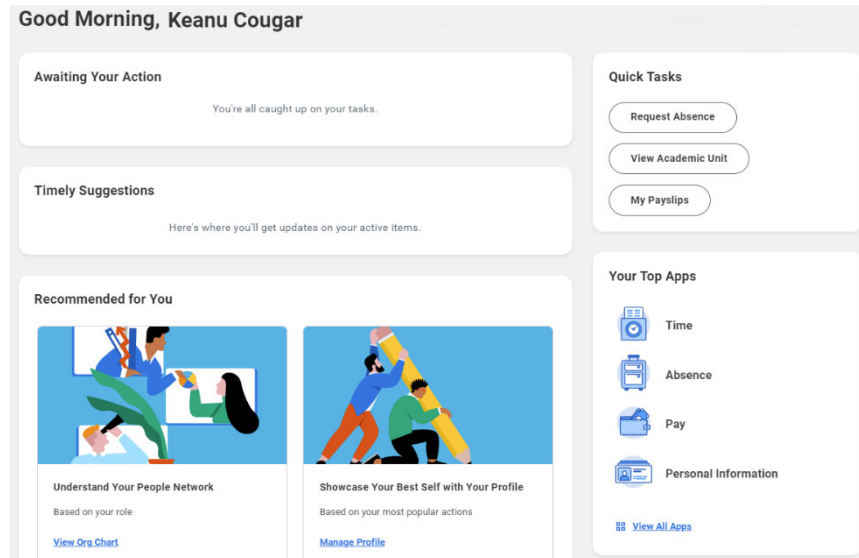 Good Morning, Keanu Cougar
Awaiting Your Action
You're all caught up on your tasks.
Timely Suggestions
Here's where you'll get updates on your active items.
Recommended for You
Understand Your People Network
Based on your role
View Org Chart
Showcase Your Best Self with Your Profile
Based on your most popular actions
Manage Profile
Quick Tasks
Request Absence
View Academic Unit
My Payslips
Your Top Apps
Time
Absence
Pay
Personal Information
View All Apps